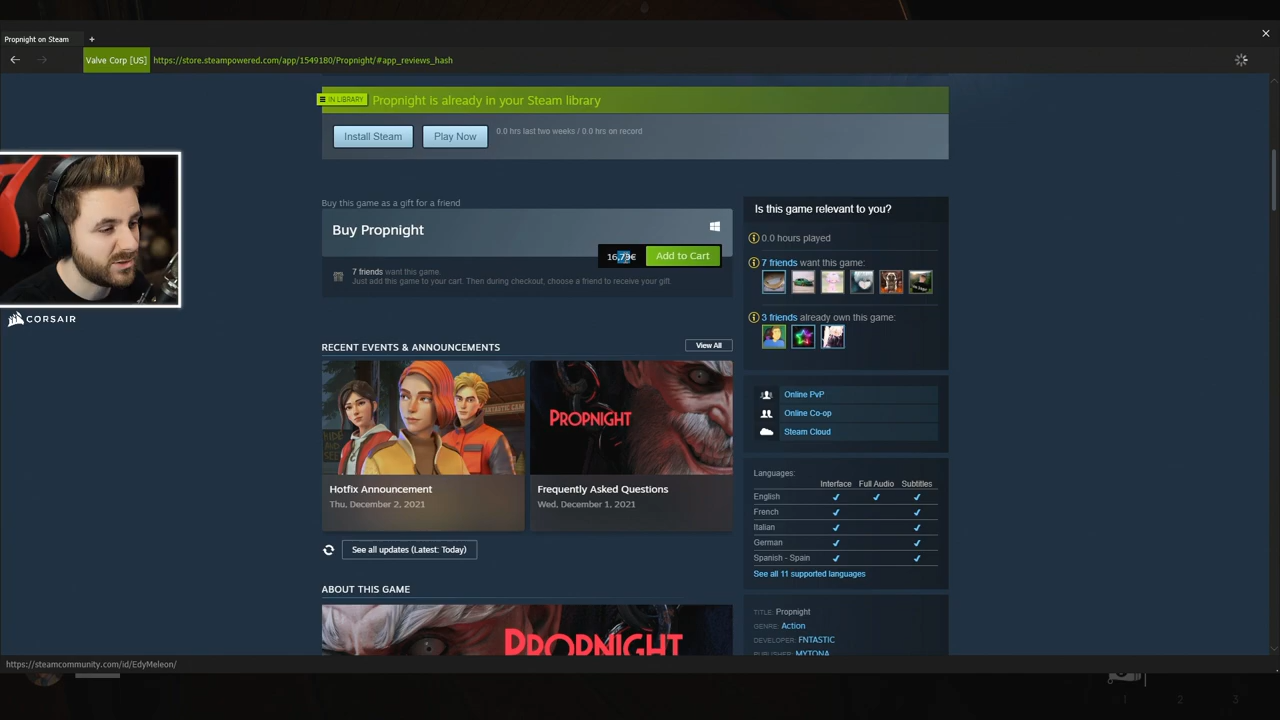 Propnight on Steam
Valve Corp [US] https://store.steampowered.com/app/1549180/Propnight/#app_reviews_hash
IN LIBRARY Propnight is already in your Steam library
Install Steam Play Now 0.0 hrs last two weeks / 0.0 hrs on record
Buy this game as a gift for a friend
Buy Propnight
16,79€ Add to Cart
7 friends want this game.
Just add this game to your cart. Then during checkout, choose a friend to receive your gift.
CORSAIR
RECENT EVENTS & ANNOUNCEMENTS View All
PROPNIGHT
Hotfix Announcement
Thu, December 2, 2021
Frequently Asked Questions
Wed, December 1, 2021
See all updates (Latest: Today)
ABOUT THIS GAME
PROPNIGHT
Is this game relevant to you?
0.0 hours played
7 friends want this game:
3 friends already own this game:
Online PvP
Online Co-op
Steam Cloud
Languages:
Interface Full Audio Subtitles
English ✔ ✔ ✔
French ✔ ✔
Italian ✔ ✔
German ✔ ✔
Spanish - Spain ✔ ✔
See all 11 supported languages
TITLE: Propnight
GENRE: Action
DEVELOPER: FNTASTIC
PUBLISHER: MYTONA
https://steamcommunity.com/id/EdyMeleon/
1 2 3